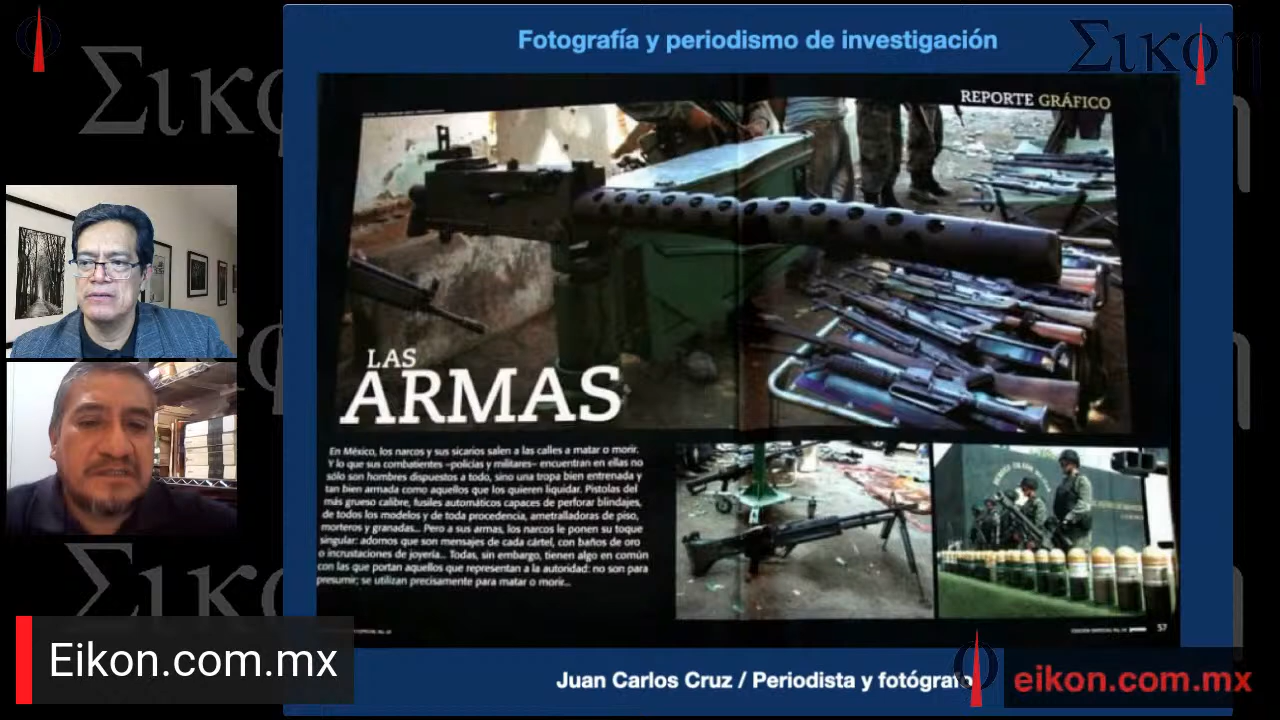 Fotografía y periodismo de investigación
Σικοη
REPORTE GRÁFICO
LAS
ARMAS
En México, los narcos y sus sicarios salen a las calles a matar o morir.
Y lo que sus combatientes –policías y militares– encuentran en ellas no
sólo son hombres dispuestos a todo, sino una tropa bien entrenada y
tan bien armada como aquellos que los quieren liquidar. Pistolas del
más grueso calibre, fusiles automáticos capaces de perforar blindajes,
de todos los modelos y de toda procedencia, ametralladoras de piso,
morteros y granadas... Pero a sus armas, los narcos le ponen su toque
singular: adornos que son mensajes de cada cártel, con baños de oro
o incrustaciones de joyería... Todas, sin embargo, tienen algo en común
con las que portan aquellos que representan a la autoridad: no son para
presumir; se utilizan precisamente para matar o morir...
57
Eikon.com.mx
Juan Carlos Cruz / Periodista y fotógrafo
eikon.com.mx